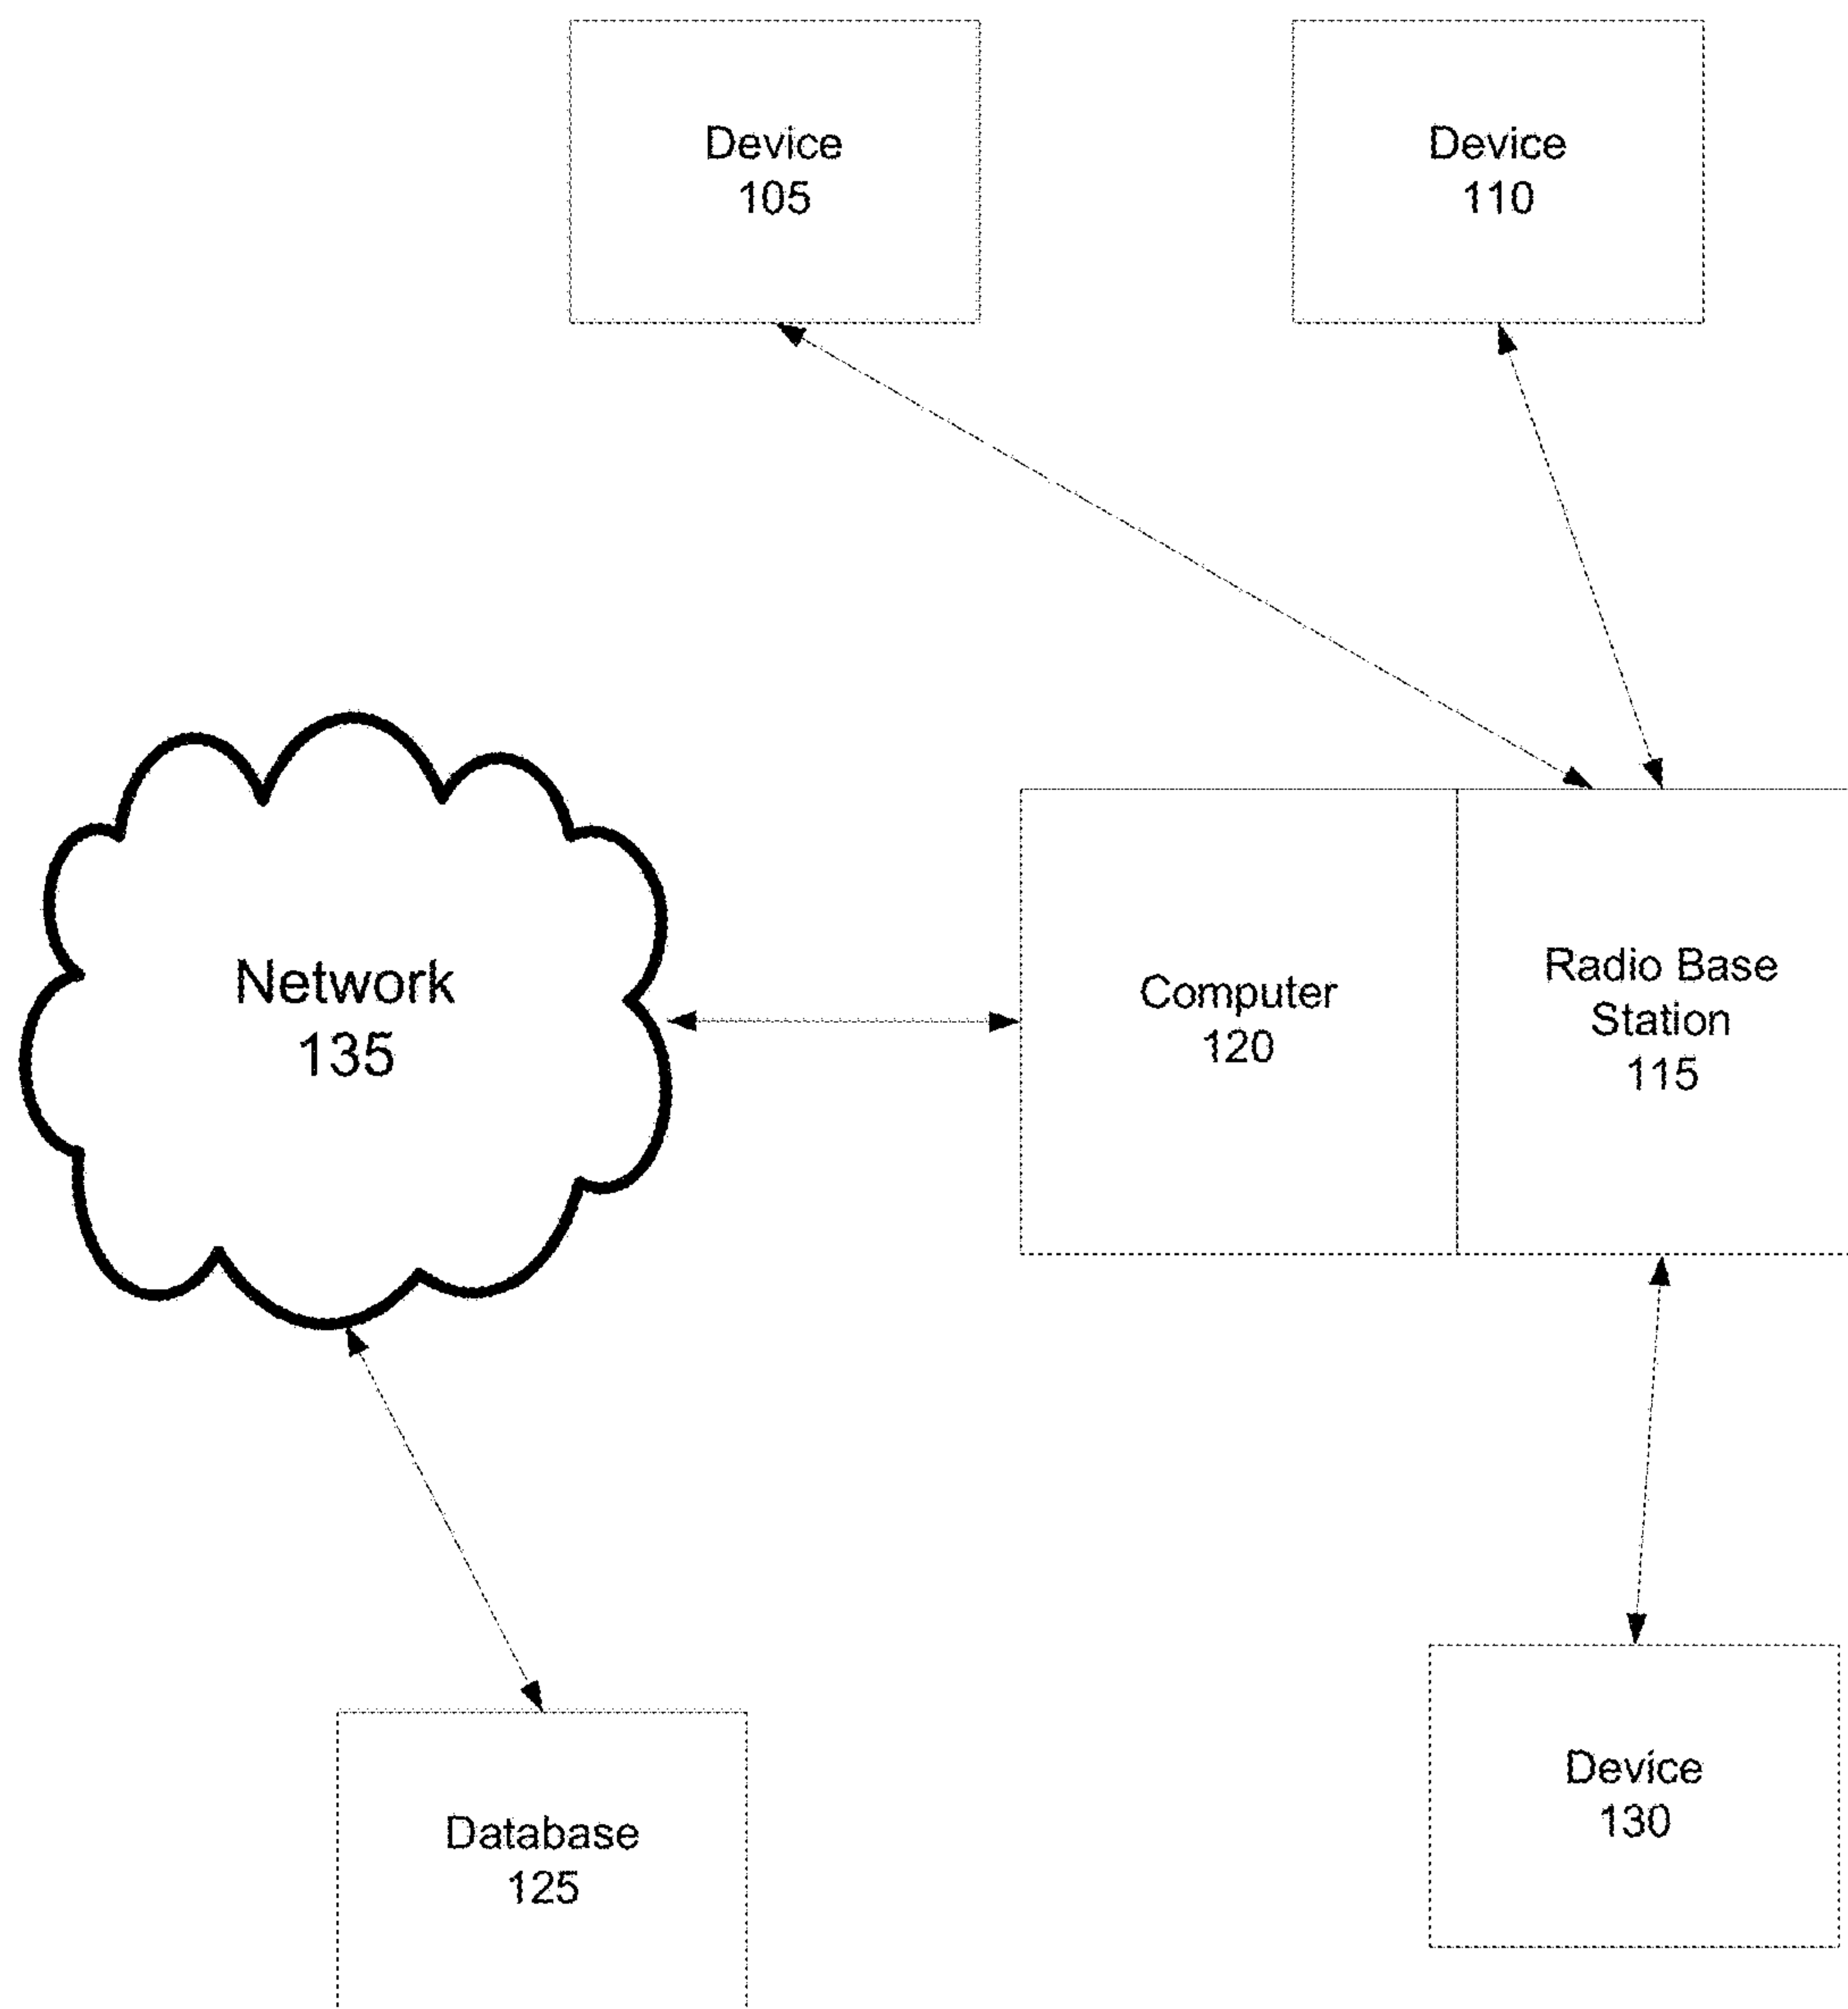 Device
105
Device
110
Network
135
Computer
120
Radio Base
Station
115
Database
125
Device
130